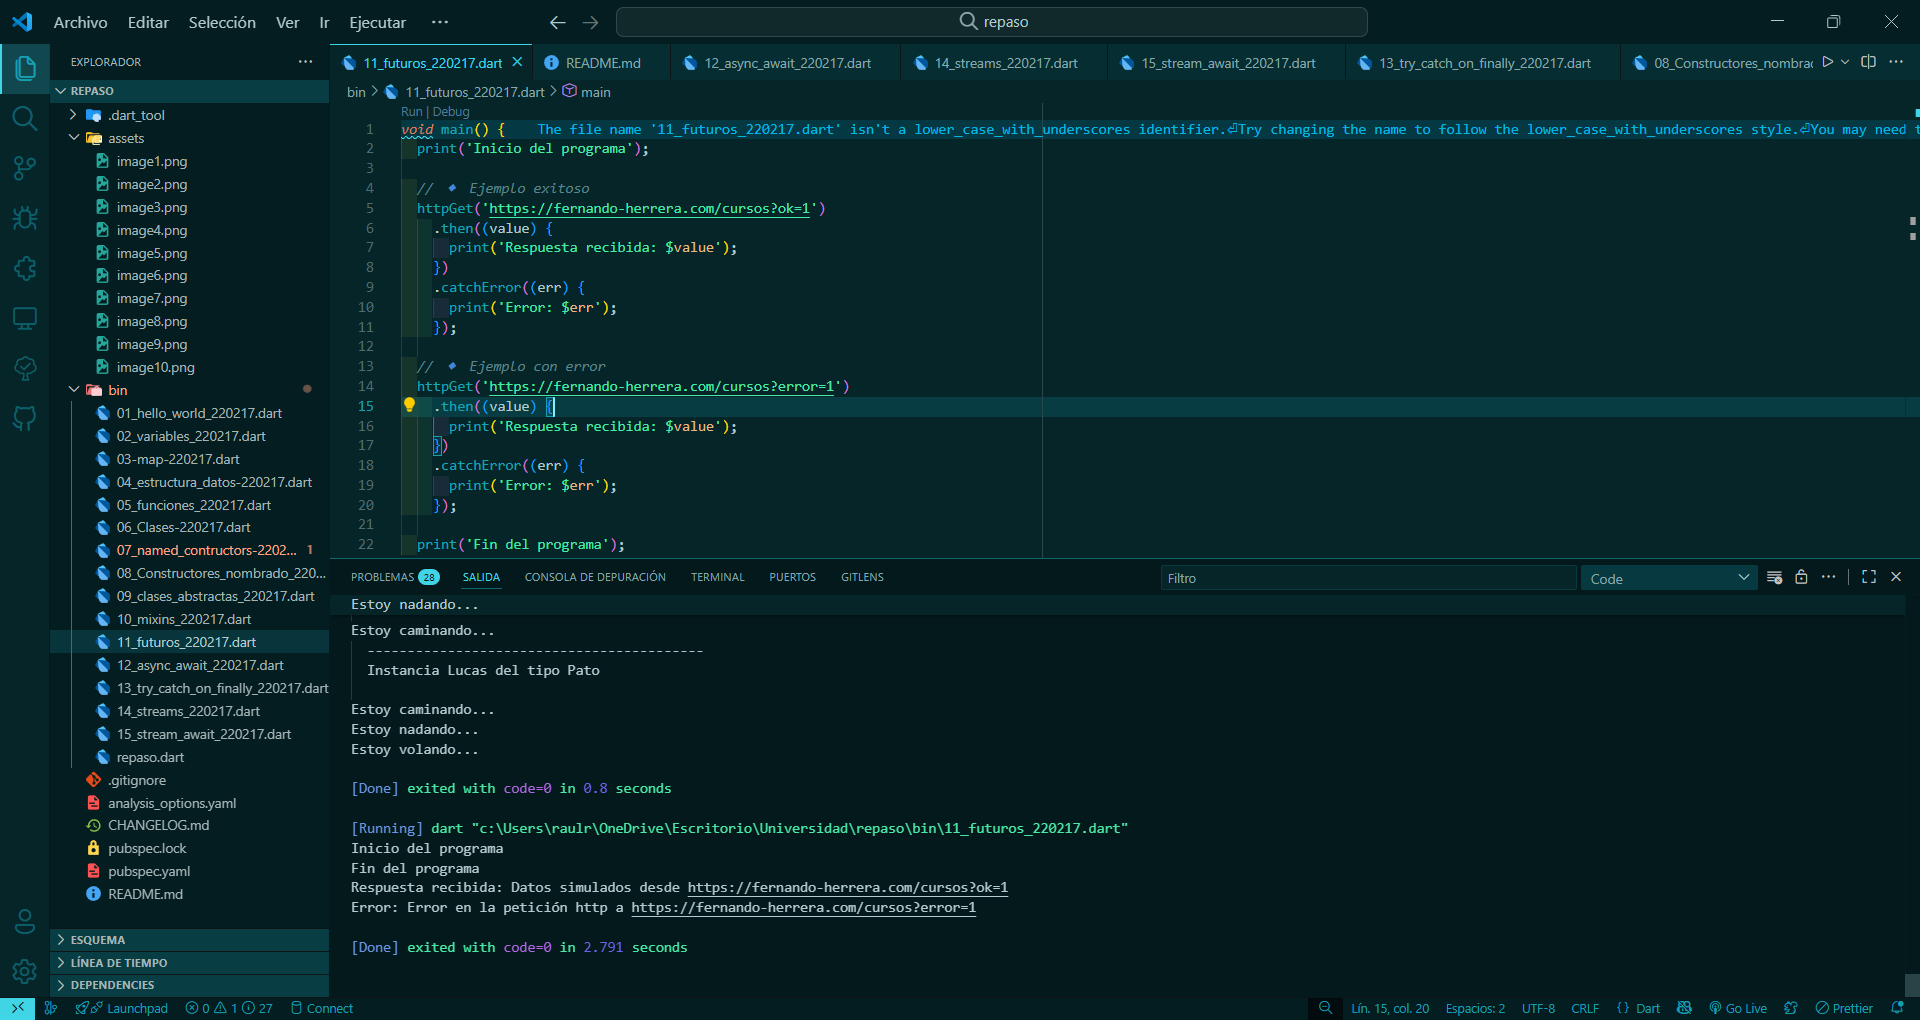 Archivo Editar Selección Ver Ir Ejecutar ··· repaso
EXPLORADOR ···
REPASO
.dart_tool
assets
image1.png
image2.png
image3.png
image4.png
image5.png
image6.png
image7.png
image8.png
image9.png
image10.png
bin
01_hello_world_220217.dart
02_variables_220217.dart
03-map-220217.dart
04_estructura_datos-220217.dart
05_funciones_220217.dart
06_Clases-220217.dart
07_named_contructors-2202... 1
08_Constructores_nombrado_220...
09_clases_abstractas_220217.dart
10_mixins_220217.dart
11_futuros_220217.dart
12_async_await_220217.dart
13_try_catch_on_finally_220217.dart
14_streams_220217.dart
15_stream_await_220217.dart
repaso.dart
.gitignore
analysis_options.yaml
CHANGELOG.md
pubspec.lock
pubspec.yaml
README.md
ESQUEMA
LÍNEA DE TIEMPO
DEPENDENCIES
11_futuros_220217.dart README.md 12_async_await_220217.dart 14_streams_220217.dart 15_stream_await_220217.dart 13_try_catch_on_finally_220217.dart 08_Constructores_nombrac
bin > 11_futuros_220217.dart > main
Run | Debug
1 void main() { The file name '11_futuros_220217.dart' isn't a lower_case_with_underscores identifier.⏎Try changing the name to follow the lower_case_with_underscores style.⏎You may need t
2 print('Inicio del programa');
3
4 // 🔹 Ejemplo exitoso
5 httpGet('https://fernando-herrera.com/cursos?ok=1')
6 .then((value) {
7 print('Respuesta recibida: $value');
8 })
9 .catchError((err) {
10 print('Error: $err');
11 });
12
13 // 🔹 Ejemplo con error
14 httpGet('https://fernando-herrera.com/cursos?error=1')
15 .then((value) {
16 print('Respuesta recibida: $value');
17 })
18 .catchError((err) {
19 print('Error: $err');
20 });
21
22 print('Fin del programa');
PROBLEMAS 28 SALIDA CONSOLA DE DEPURACIÓN TERMINAL PUERTOS GITLENS Filtro Code
Estoy nadando...
Estoy caminando...
------------------------------------------
Instancia Lucas del tipo Pato
Estoy caminando...
Estoy nadando...
Estoy volando...
[Done] exited with code=0 in 0.8 seconds
[Running] dart "c:\Users\raulr\OneDrive\Escritorio\Universidad\repaso\bin\11_futuros_220217.dart"
Inicio del programa
Fin del programa
Respuesta recibida: Datos simulados desde https://fernando-herrera.com/cursos?ok=1
Error: Error en la petición http a https://fernando-herrera.com/cursos?error=1
[Done] exited with code=0 in 2.791 seconds
Launchpad 0 1 27 Connect Lín. 15, col. 20 Espacios: 2 UTF-8 CRLF {} Dart Go Live Prettier